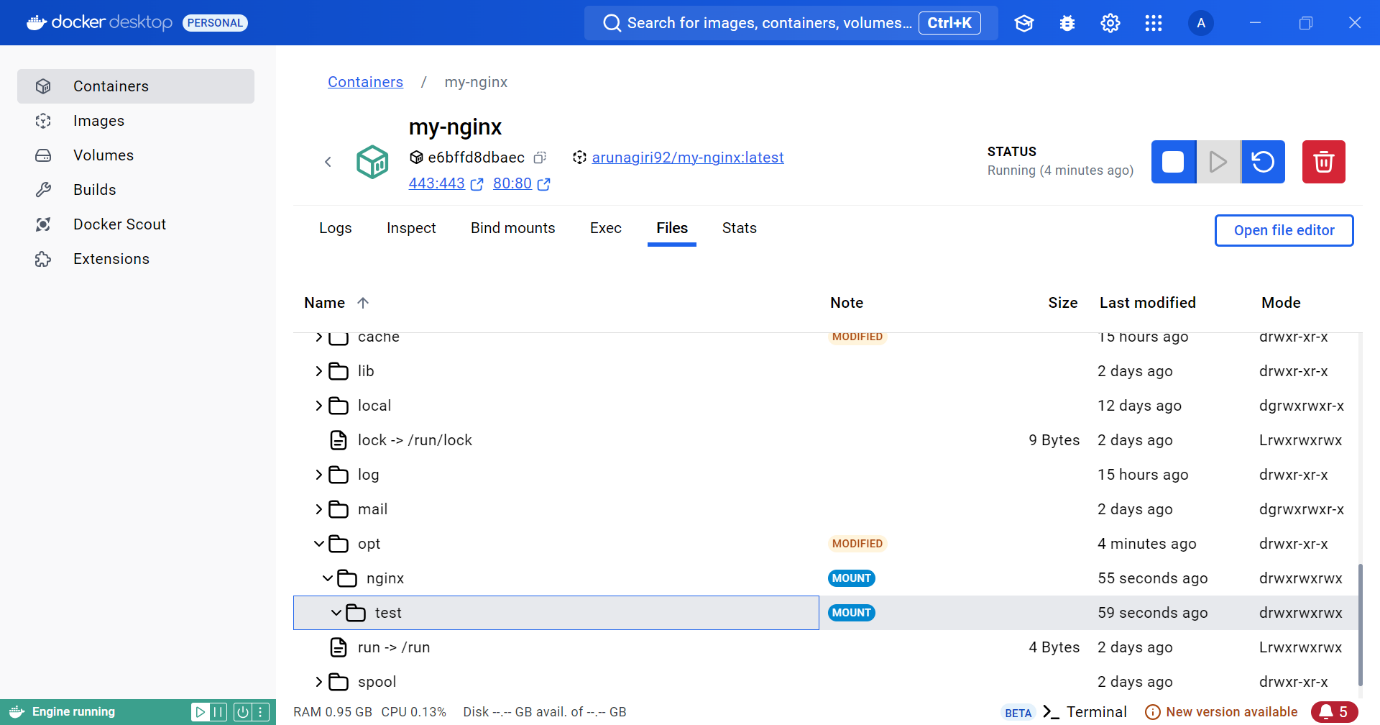 docker desktop PERSONAL
Search for images, containers, volumes... Ctrl+K
A
Containers
Images
Volumes
Builds
Docker Scout
Extensions
Containers / my-nginx
my-nginx
e6bffd8dbaec arunagiri92/my-nginx:latest
443:443 80:80
STATUS
Running (4 minutes ago)
Logs Inspect Bind mounts Exec Files Stats
Open file editor
Name Note Size Last modified Mode
cache MODIFIED 15 hours ago drwxr-xr-x
lib 2 days ago drwxr-xr-x
local 12 days ago dgrwxrwxr-x
lock -> /run/lock 9 Bytes 2 days ago Lrwxrwxrwx
log 15 hours ago drwxr-xr-x
mail 2 days ago dgrwxrwxr-x
opt MODIFIED 4 minutes ago drwxr-xr-x
nginx MOUNT 55 seconds ago drwxrwxrwx
test MOUNT 59 seconds ago drwxrwxrwx
run -> /run 4 Bytes 2 days ago Lrwxrwxrwx
spool 2 days ago drwxr-xr-x
Engine running
RAM 0.95 GB CPU 0.13% Disk --.-- GB avail. of --.-- GB
BETA >_ Terminal New version available 5